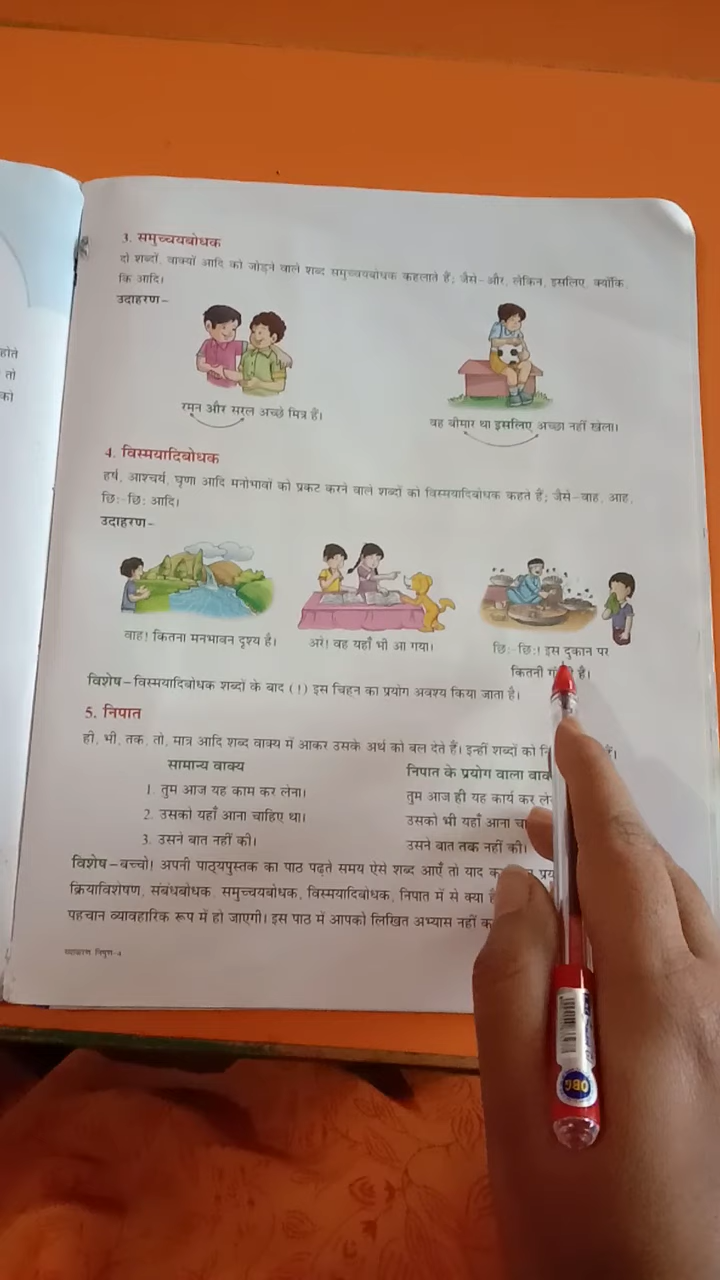 3. समुच्चयबोधक
दो शब्दों, वाक्यों आदि को जोड़ने वाले शब्द समुच्चयबोधक कहलाते हैं; जैसे–और, लेकिन, इसलिए, क्योंकि,
कि आदि।
उदाहरण–
रमन और सरल अच्छे मित्र हैं।
वह बीमार था इसलिए अच्छा नहीं खेला।
4. विस्मयादिबोधक
हर्ष, आश्चर्य, घृणा आदि मनोभावों को प्रकट करने वाले शब्दों को विस्मयादिबोधक कहते हैं; जैसे–वाह, आह,
छिः-छिः आदि।
उदाहरण–
वाह! कितना मनभावन दृश्य है।
अरे! वह यहाँ भी आ गया।
छिः-छिः! इस दुकान पर
कितनी है।
विशेष–विस्मयादिबोधक शब्दों के बाद (!) इस चिह्न का प्रयोग अवश्य किया जाता है।
5. निपात
ही, भी, तक, तो, मात्र आदि शब्द वाक्य में आकर उसके अर्थ को बल देते हैं। इन्हीं शब्दों को हैं।
सामान्य वाक्य
निपात के प्रयोग वाला
1. तुम आज यह काम कर लेना।
तुम आज ही यह कार्य कर
2. उसको यहाँ आना चाहिए था।
उसको भी यहाँ आना
3. उसने बात नहीं की।
उसने बात तक नहीं की।
विशेष–बच्चो! अपनी पाठ्यपुस्तक का पाठ पढ़ते समय ऐसे शब्द आएँ तो याद
क्रियाविशेषण, संबंधबोधक, समुच्चयबोधक, विस्मयादिबोधक, निपात में से क्या
पहचान व्यावहारिक रूप में हो जाएगी। इस पाठ में आपको लिखित अभ्यास नहीं
होते
तो
को
OBG